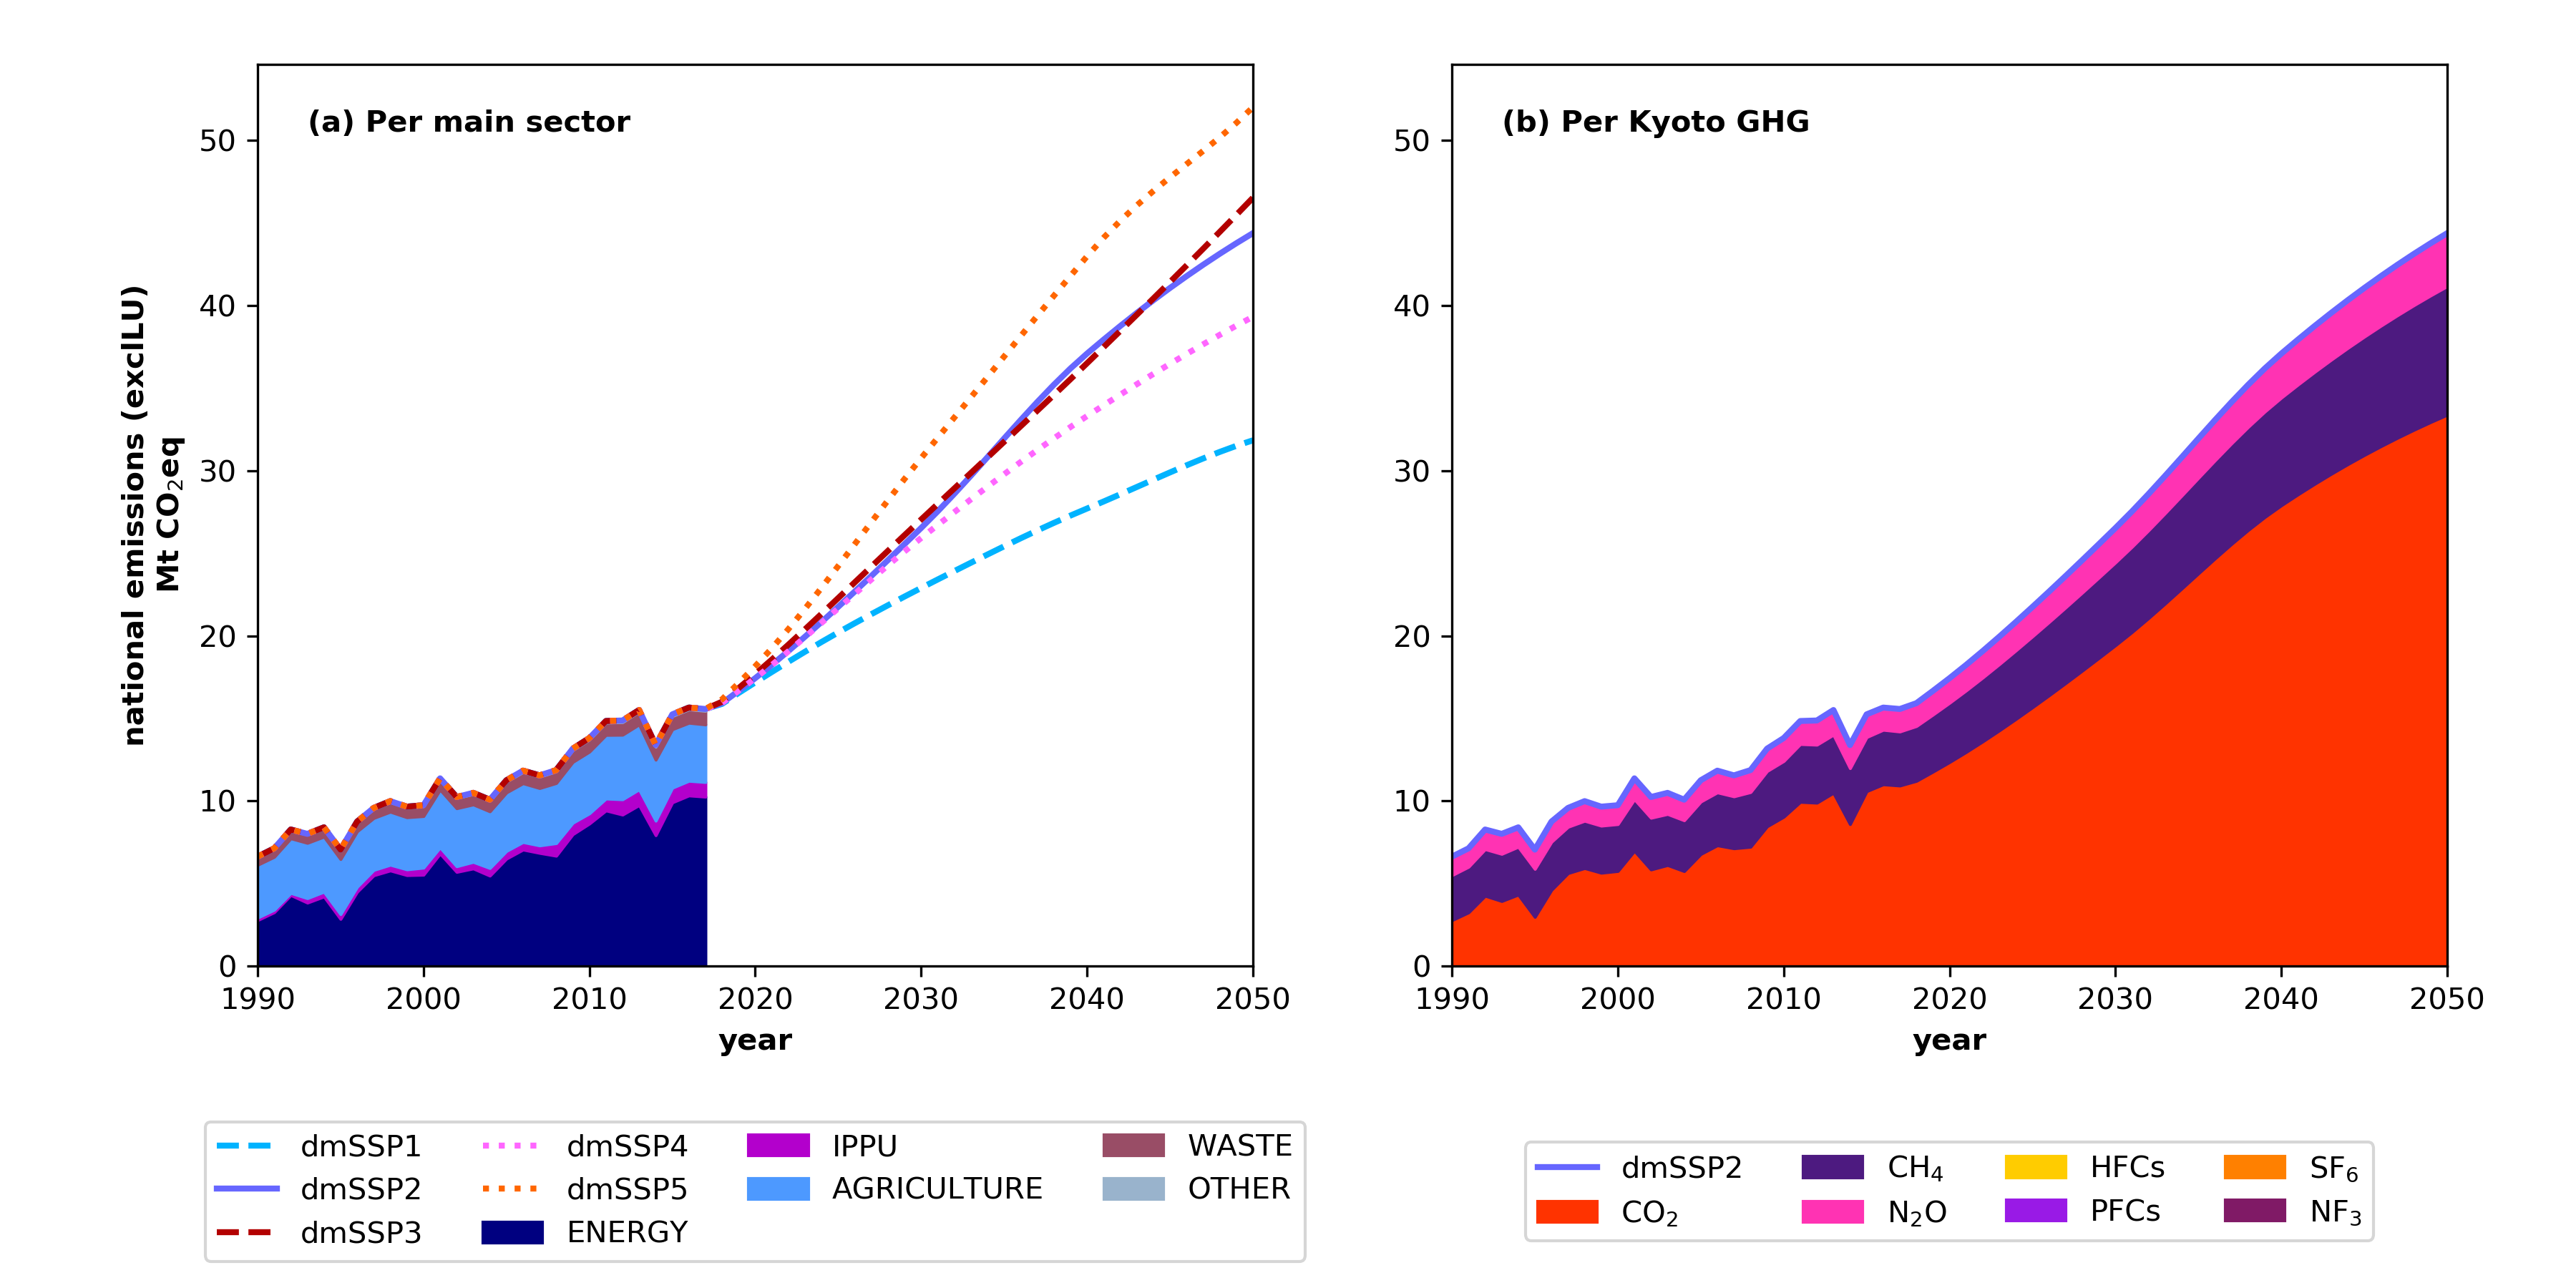 (a) Per main sector
national emissions (exclLU)
Mt CO₂eq
50
40
30
20
10
0
1990 2000 2010 2020 2030 2040 2050
year
dmSSP1
dmSSP2
dmSSP3
dmSSP4
dmSSP5
ENERGY
IPPU
AGRICULTURE
WASTE
OTHER
(b) Per Kyoto GHG
50
40
30
20
10
0
1990 2000 2010 2020 2030 2040 2050
year
dmSSP2
CO₂
CH₄
N₂O
HFCs
PFCs
SF₆
NF₃